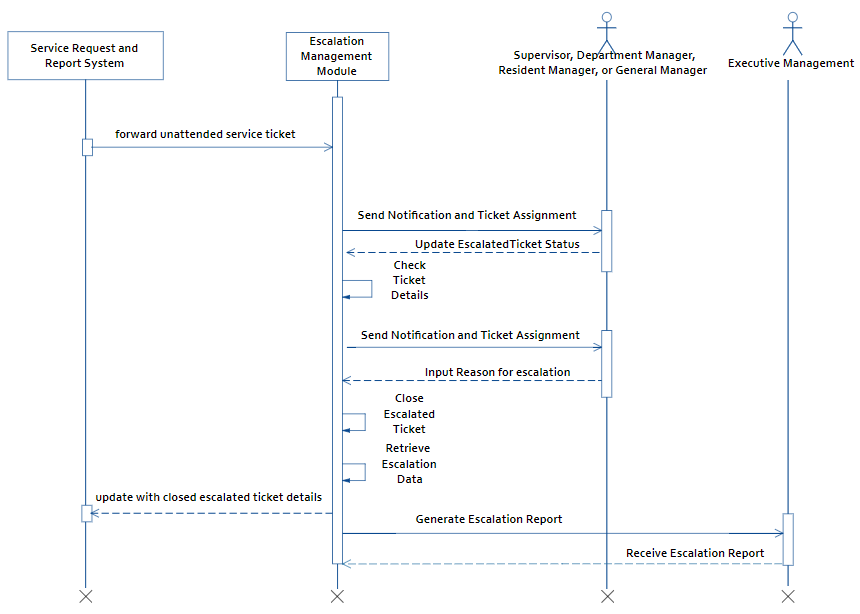 Service Request and
Report System
Escalation
Management
Module
Supervisor, Department Manager,
Resident Manager, or General Manager
Executive Management
forward unattended service ticket
Send Notification and Ticket Assignment
Update EscalatedTicket Status
Check
Ticket
Details
Send Notification and Ticket Assignment
Input Reason for escalation
Close
Escalated
Ticket
Retrieve
Escalation
Data
update with closed escalated ticket details
Generate Escalation Report
Receive Escalation Report